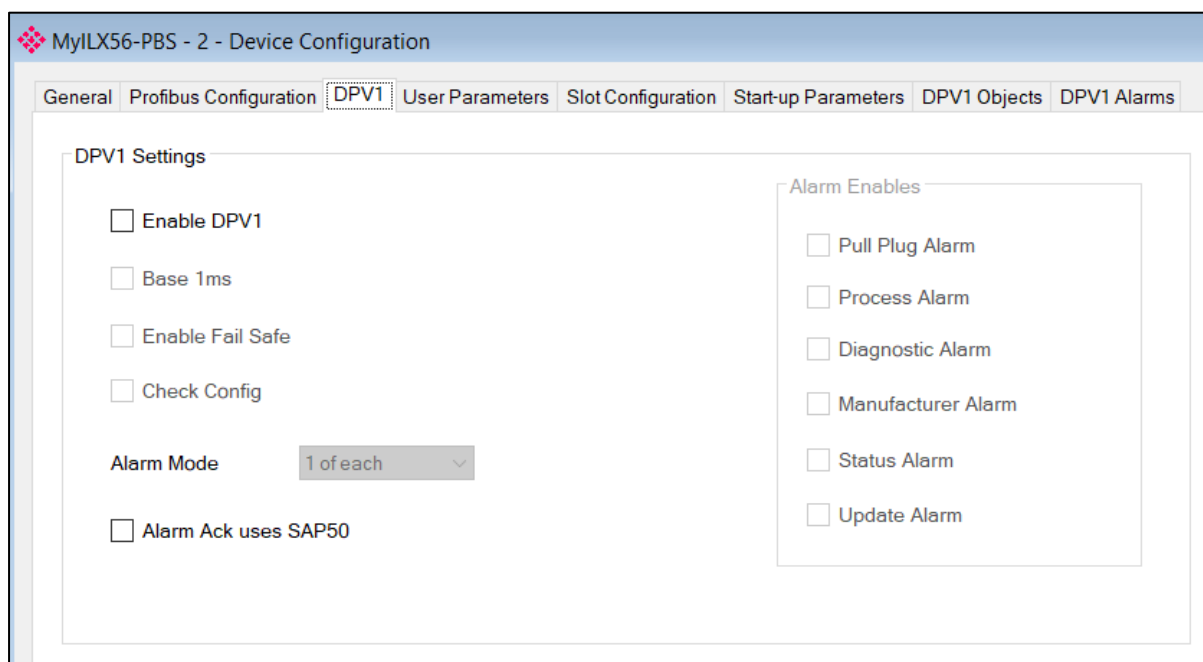 MyILX56-PBS - 2 - Device Configuration
General Profibus Configuration DPV1 User Parameters Slot Configuration Start-up Parameters DPV1 Objects DPV1 Alarms
DPV1 Settings
Enable DPV1
Base 1ms
Enable Fail Safe
Check Config
Alarm Mode 1 of each
Alarm Ack uses SAP50
Alarm Enables
Pull Plug Alarm
Process Alarm
Diagnostic Alarm
Manufacturer Alarm
Status Alarm
Update Alarm